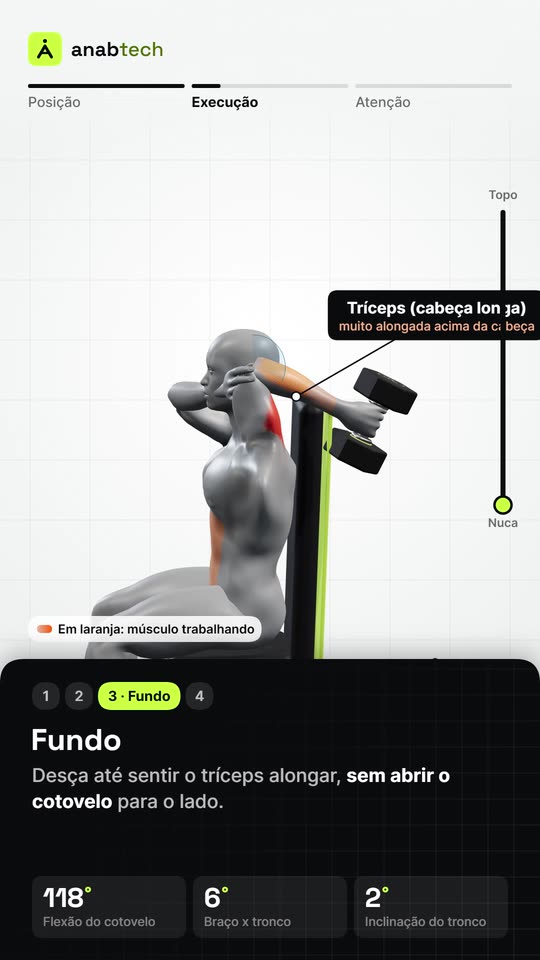 anabtech
Posição
Execução
Atenção
Topo
Tríceps (cabeça longa)
muito alongada acima da cabeça
Nuca
Em laranja: músculo trabalhando
1
2
3 · Fundo
4
Fundo
Desça até sentir o tríceps alongar, sem abrir o
cotovelo para o lado.
118°
6°
2°
Flexão do cotovelo
Braço x tronco
Inclinação do tronco